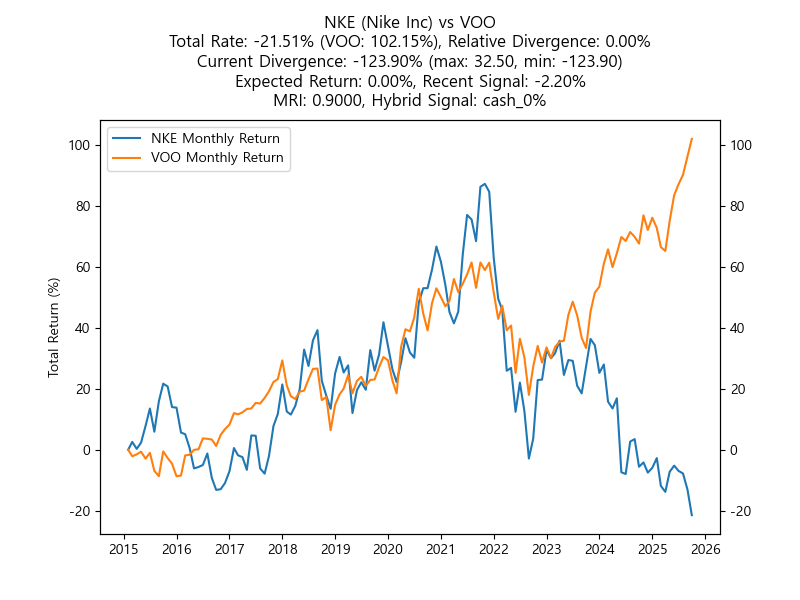 NKE (Nike Inc) vs VOO
Total Rate: -21.51% (VOO: 102.15%), Relative Divergence: 0.00%
Current Divergence: -123.90% (max: 32.50, min: -123.90)
Expected Return: 0.00%, Recent Signal: -2.20%
MRI: 0.9000, Hybrid Signal: cash_0%
NKE Monthly Return
VOO Monthly Return
Total Return (%)
100
80
60
40
20
0
-20
100
80
60
40
20
0
-20
2015 2016 2017 2018 2019 2020 2021 2022 2023 2024 2025 2026